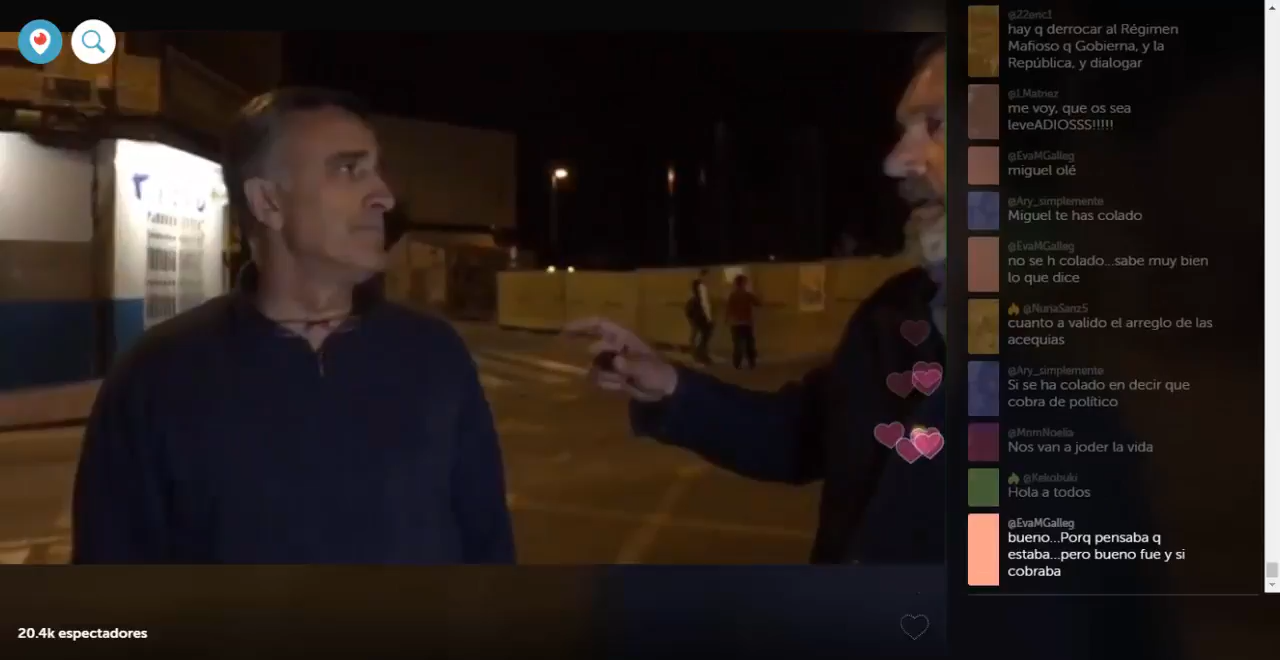 @22eric1
hay q derrocar al Régimen
Mafioso q Gobierna, y la
República, y dialogar
me voy, que os sea
leveADIOSSS!!!!!
@EvaMGalleg
miguel olé
@Ary_simplemente
Miguel te has colado
@EvaMGalleg
no se h colado...sabe muy bien
lo que dice
@NuriaSanz5
cuanto a valido el arreglo de las
acequias
@Ary_simplemente
Si se ha colado en decir que
cobra de político
@MnmNoelia
Nos van a joder la vida
@Kekabuki
Hola a todos
@EvaMGalleg
bueno...Porq pensaba q
estaba...pero bueno fue y si
cobraba
20.4k espectadores